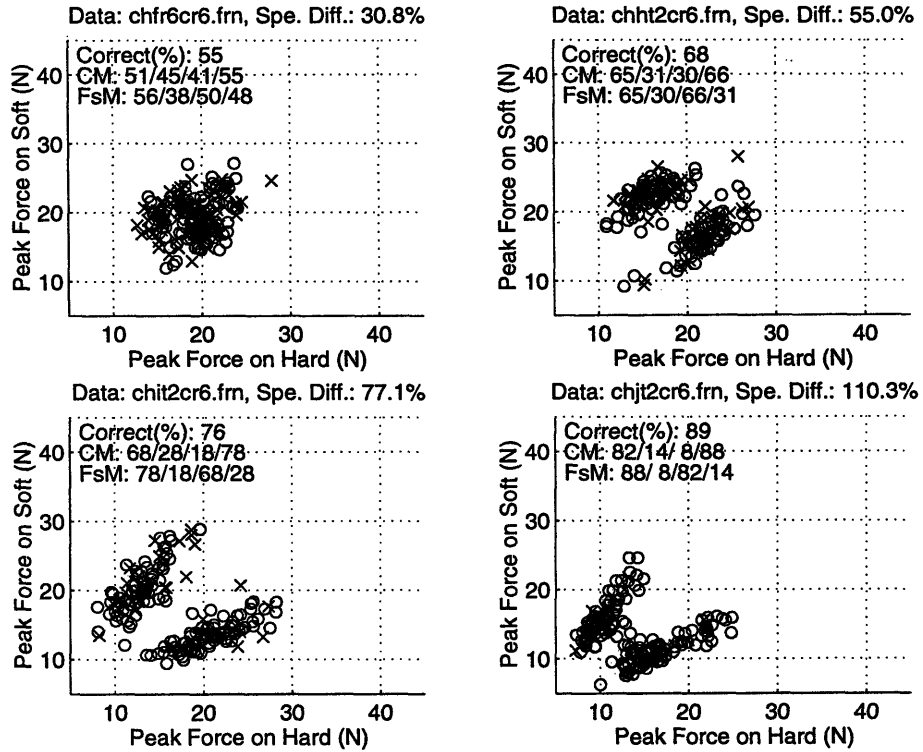 Data: chfr6cr6.frn, Spe. Diff.: 30.8%
Correct(%): 55
CM: 51/45/41/55
FsM: 56/38/50/48
Peak Force on Soft (N)
40
30
20
10
10 20 30 40
Peak Force on Hard (N)
Data: chht2cr6.frn, Spe. Diff.: 55.0%
Correct(%): 68
CM: 65/31/30/66
FsM: 65/30/66/31
Peak Force on Soft (N)
40
30
20
10
10 20 30 40
Peak Force on Hard (N)
Data: chit2cr6.frn, Spe. Diff.: 77.1%
Correct(%): 76
CM: 68/28/18/78
FsM: 78/18/68/28
Peak Force on Soft (N)
40
30
20
10
10 20 30 40
Peak Force on Hard (N)
Data: chjt2cr6.frn, Spe. Diff.: 110.3%
Correct(%): 89
CM: 82/14/ 8/88
FsM: 88/ 8/82/14
Peak Force on Soft (N)
40
30
20
10
10 20 30 40
Peak Force on Hard (N)